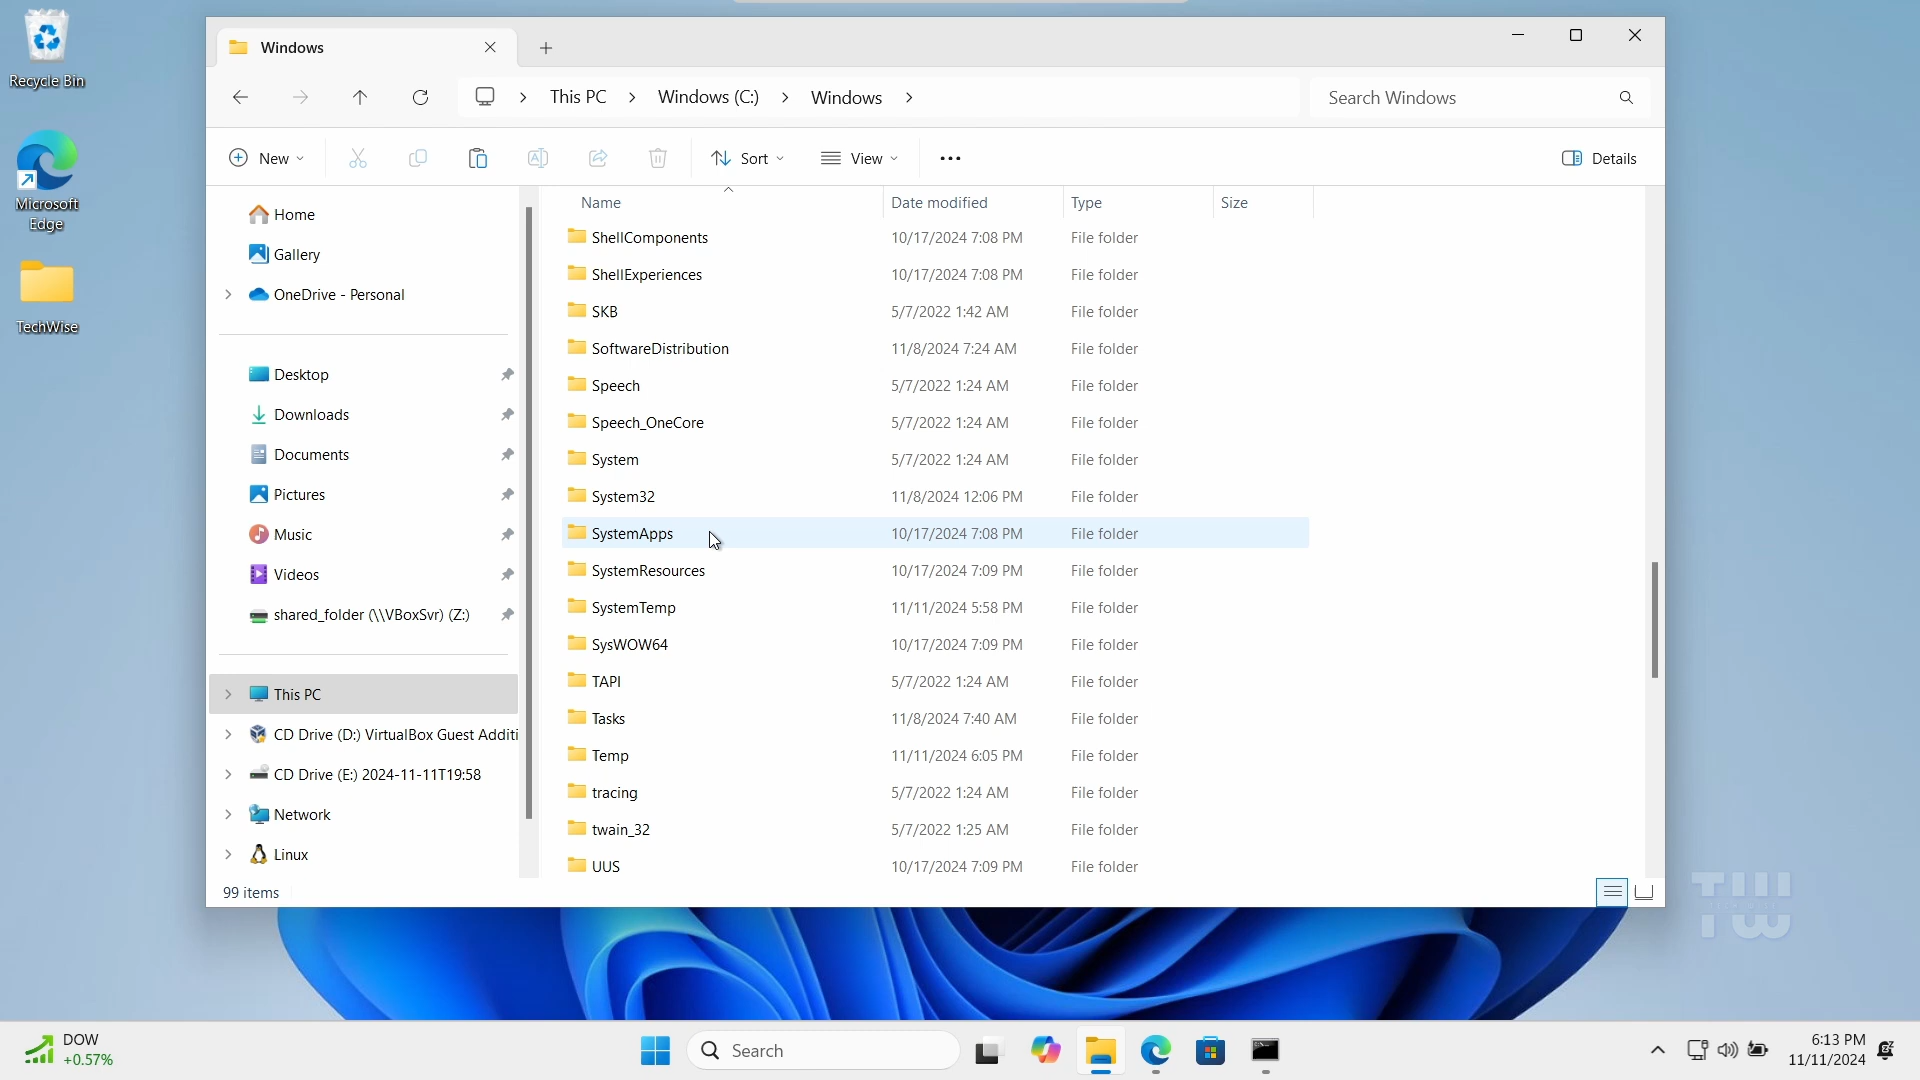 Recycle Bin
Microsoft
Edge
TechWise
Windows
This PC
Windows (C:)
Windows
Search Windows
New
Sort
View
Details
Home
Gallery
OneDrive - Personal
Desktop
Downloads
Documents
Pictures
Music
Videos
shared_folder (\\VBoxSvr) (Z:)
This PC
CD Drive (D:) VirtualBox Guest Additi
CD Drive (E:) 2024-11-11T19:58
Network
Linux
Name Date modified Type Size
ShellComponents 10/17/2024 7:08 PM File folder
ShellExperiences 10/17/2024 7:08 PM File folder
SKB 5/7/2022 1:42 AM File folder
SoftwareDistribution 11/8/2024 7:24 AM File folder
Speech 5/7/2022 1:24 AM File folder
Speech_OneCore 5/7/2022 1:24 AM File folder
System 5/7/2022 1:24 AM File folder
System32 11/8/2024 12:06 PM File folder
SystemApps 10/17/2024 7:08 PM File folder
SystemResources 10/17/2024 7:09 PM File folder
SystemTemp 11/11/2024 5:58 PM File folder
SysWOW64 10/17/2024 7:09 PM File folder
TAPI 5/7/2022 1:24 AM File folder
Tasks 11/8/2024 7:40 AM File folder
Temp 11/11/2024 6:05 PM File folder
tracing 5/7/2022 1:24 AM File folder
twain_32 5/7/2022 1:25 AM File folder
UUS 10/17/2024 7:09 PM File folder
99 items
DOW
+0.57%
Search
6:13 PM
11/11/2024